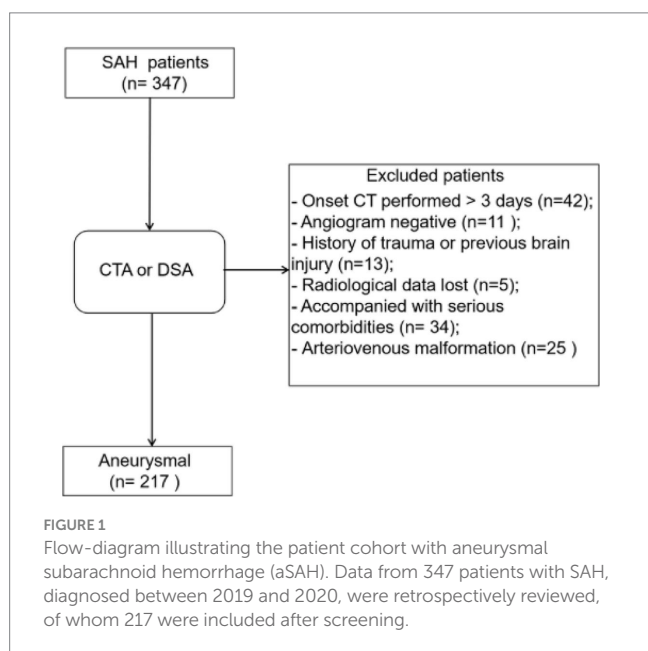 SAH patients
(n= 347)
Excluded patients
- Onset CT performed > 3 days (n=42);
- Angiogram negative (n=11 );
- History of trauma or previous brain
injury (n=13);
- Radiological data lost (n=5);
- Accompanied with serious
comorbidities (n= 34);
- Arteriovenous malformation (n=25 )
CTA or DSA
Aneurysmal
(n= 217 )
FIGURE 1
Flow-diagram illustrating the patient cohort with aneurysmal
subarachnoid hemorrhage (aSAH). Data from 347 patients with SAH,
diagnosed between 2019 and 2020, were retrospectively reviewed,
of whom 217 were included after screening.